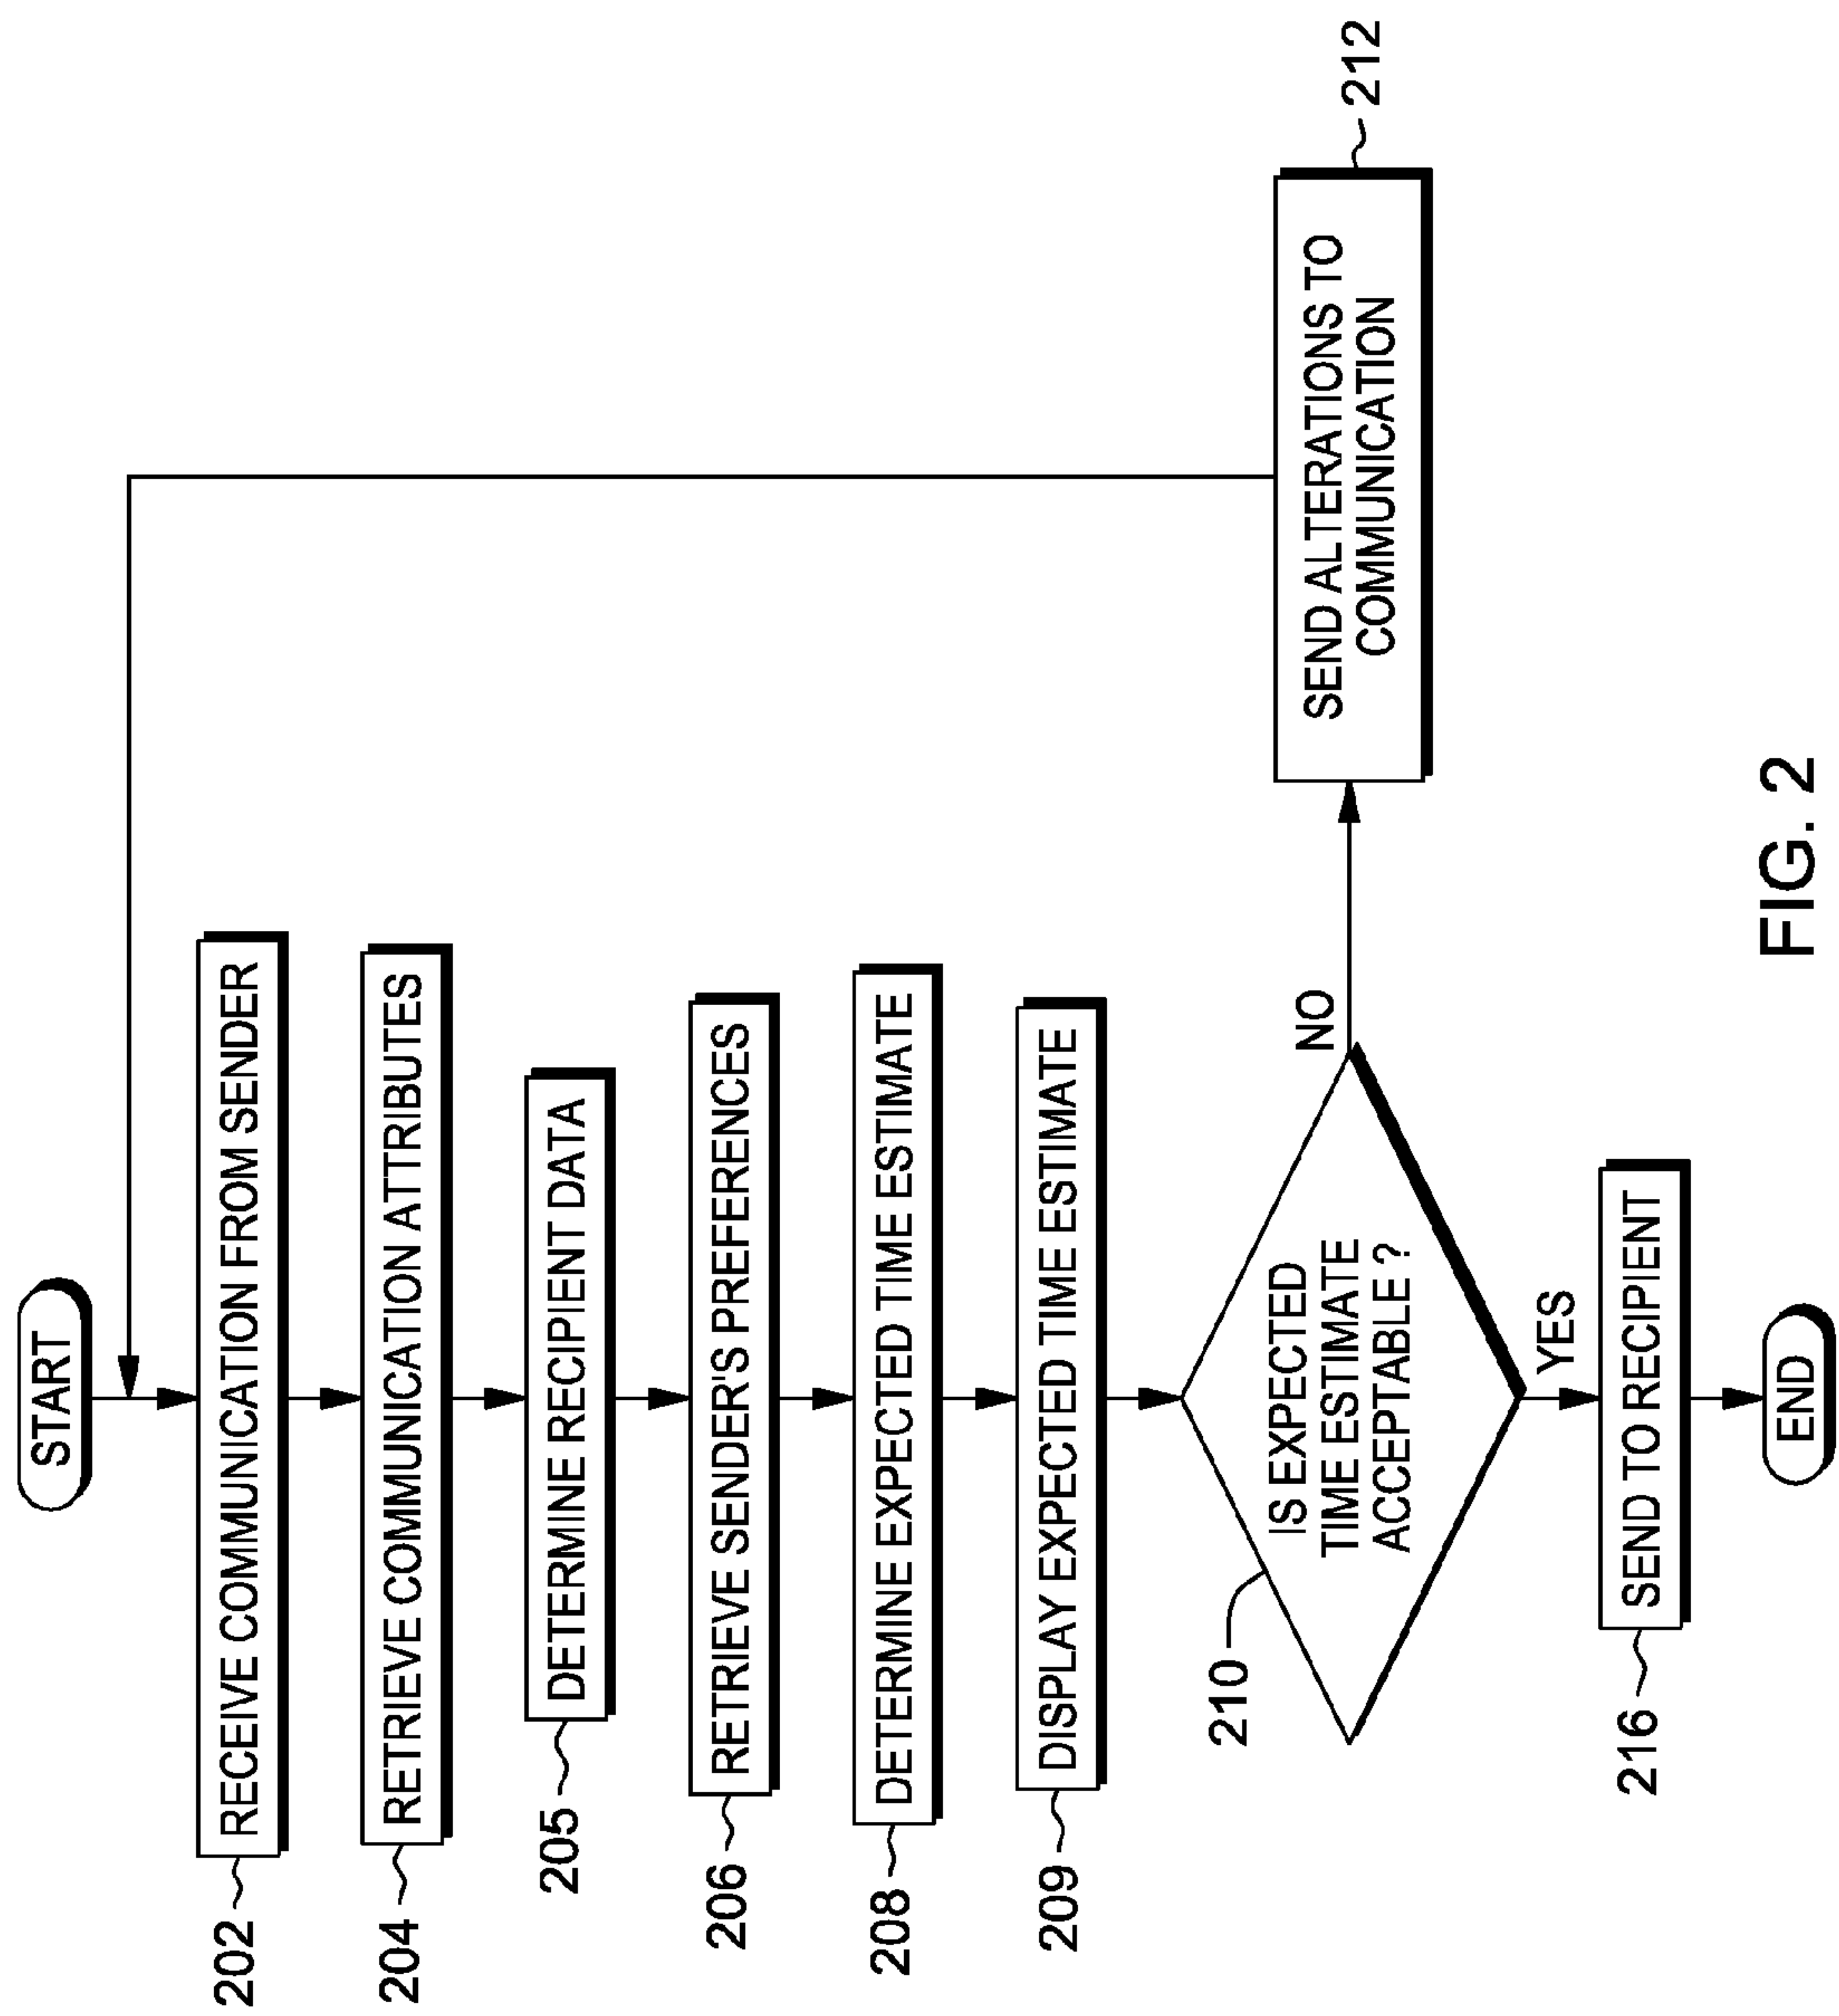 START
202
RECEIVE COMMUNICATION FROM SENDER
204
RETRIEVE COMMUNICATION ATTRIBUTES
205
DETERMINE RECIPIENT DATA
206
RETRIEVE SENDER'S PREFERENCES
208
DETERMINE EXPECTED TIME ESTIMATE
209
DISPLAY EXPECTED TIME ESTIMATE
210
IS EXPECTED
TIME ESTIMATE
ACCEPTABLE ?
NO
SEND ALTERATIONS TO
COMMUNICATION
212
YES
216
SEND TO RECIPIENT
END
FIG. 2